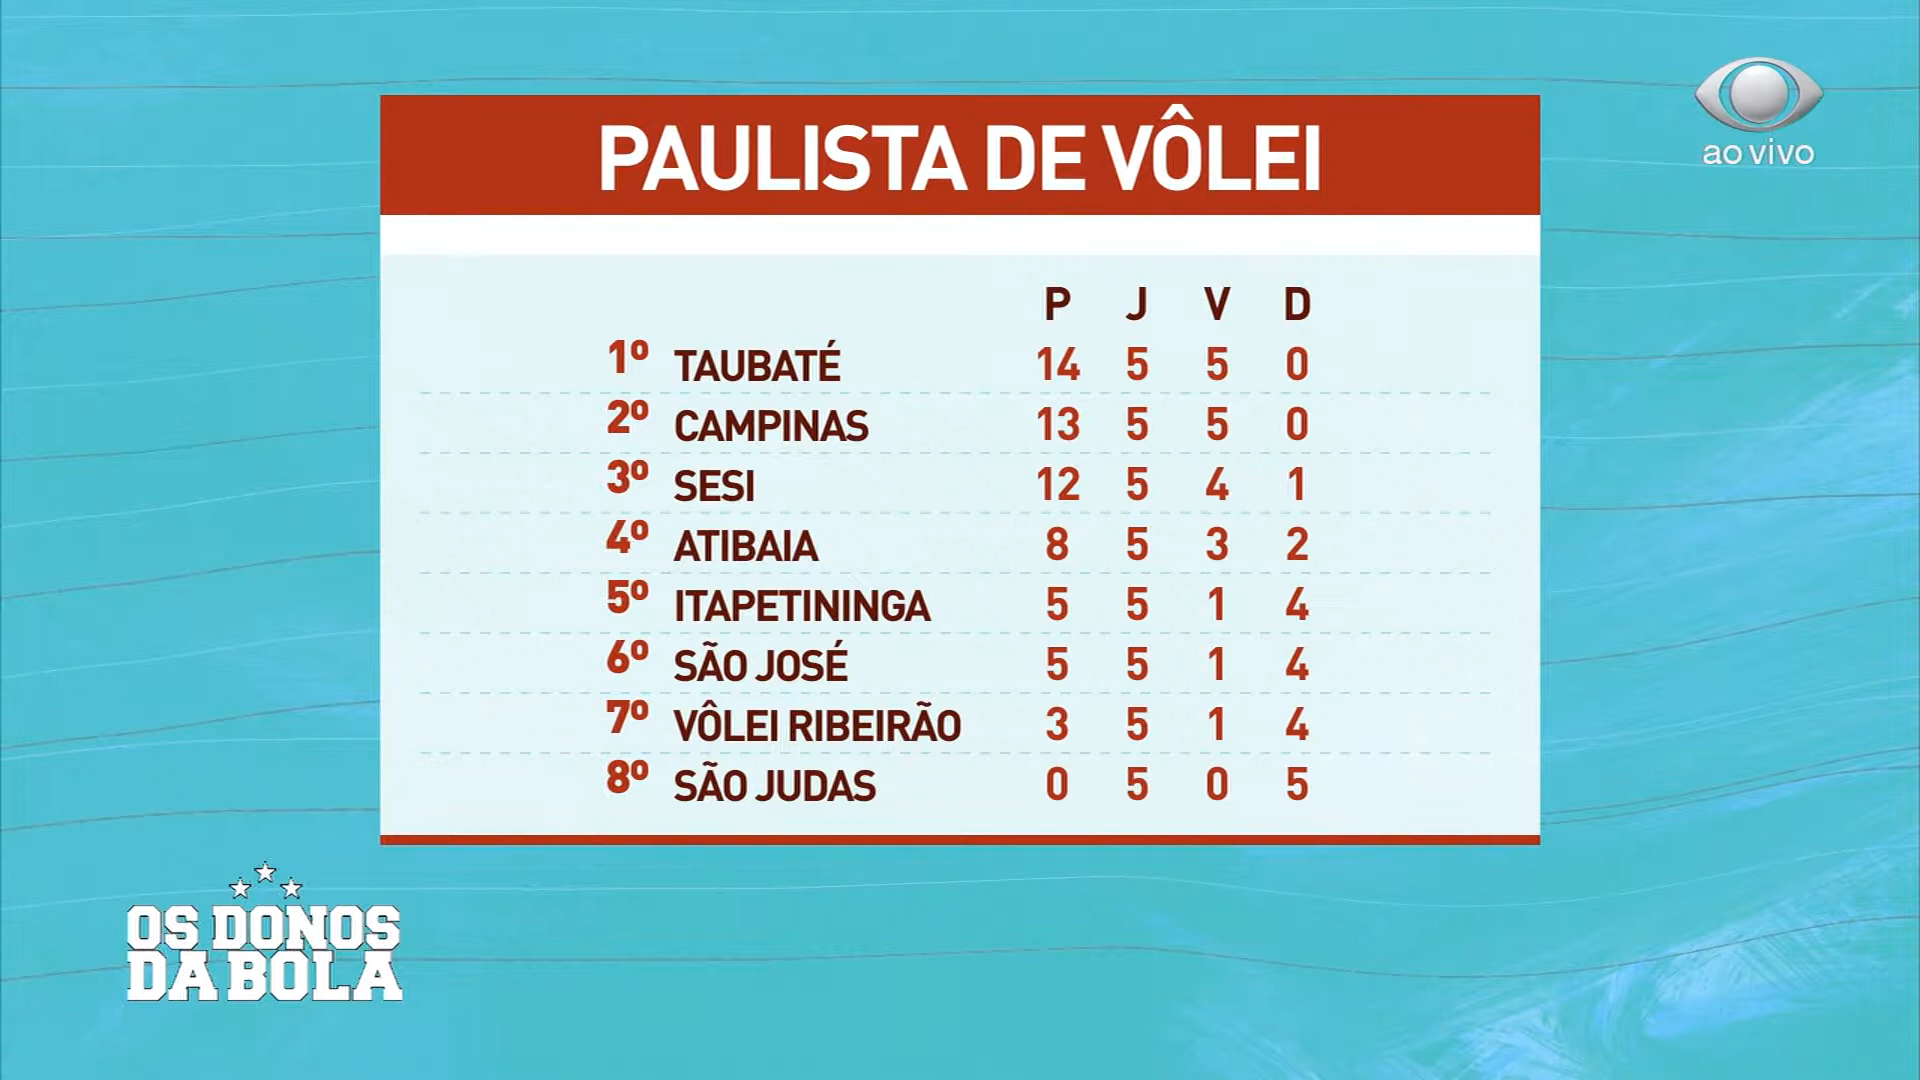 PAULISTA DE VÔLEI
ao vivo
P J V D
1º TAUBATÉ 14 5 5 0
2º CAMPINAS 13 5 5 0
3º SESI 12 5 4 1
4º ATIBAIA 8 5 3 2
5º ITAPETININGA 5 5 1 4
6º SÃO JOSÉ 5 5 1 4
7º VÔLEI RIBEIRÃO 3 5 1 4
8º SÃO JUDAS 0 5 0 5
OS DONOS
DA BOLA